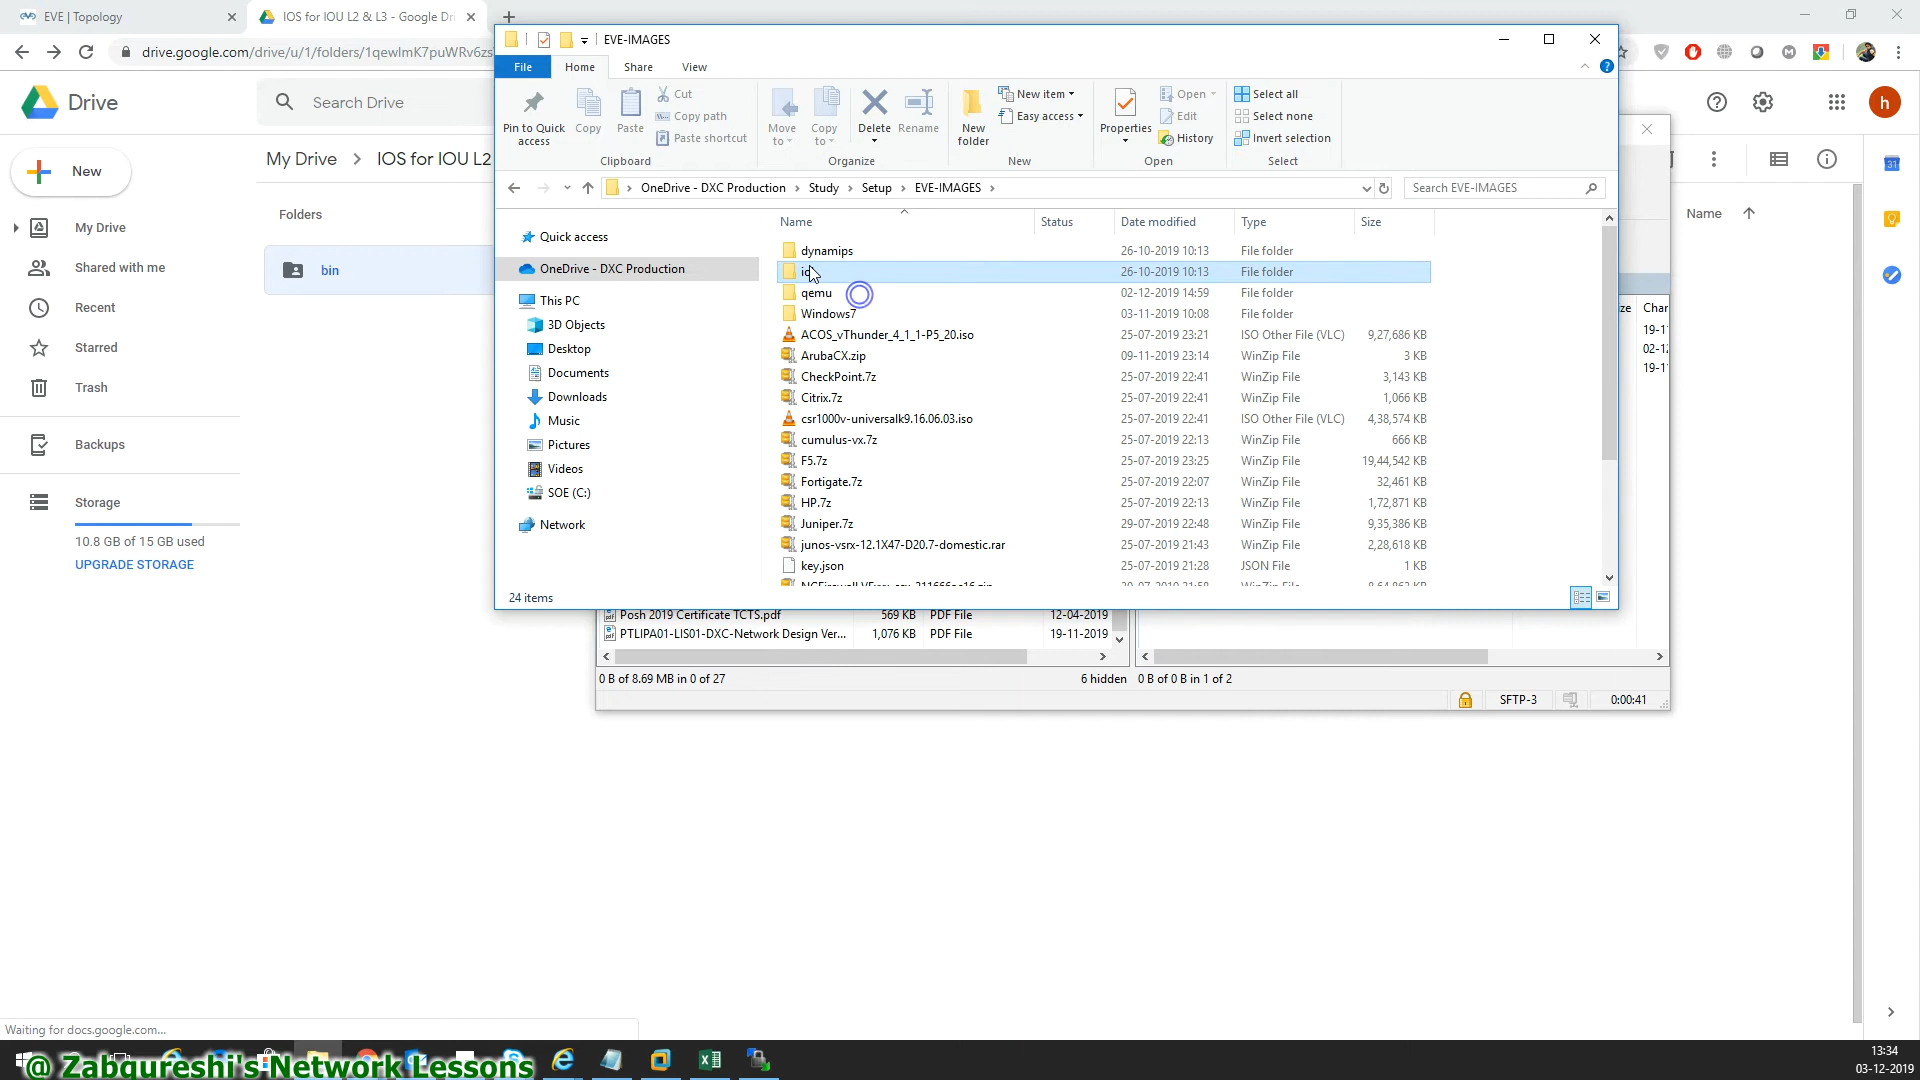 EVE | Topology
IOS for IOU L2 & L3 - Google Dri
drive.google.com/drive/u/1/folders/1qewlmK7puWRv6zs
Drive
Search Drive
New
My Drive
Shared with me
Recent
Starred
Trash
Backups
Storage
10.8 GB of 15 GB used
UPGRADE STORAGE
My Drive > IOS for IOU L2
Folders
bin
Name
EVE-IMAGES
File Home Share View
Pin to Quick access
Copy
Paste
Cut
Copy path
Paste shortcut
Clipboard
Move to
Copy to
Delete
Rename
Organize
New folder
New item
Easy access
New
Properties
Open
Edit
History
Open
Select all
Select none
Invert selection
Select
OneDrive - DXC Production > Study > Setup > EVE-IMAGES
Search EVE-IMAGES
Quick access
OneDrive - DXC Production
This PC
3D Objects
Desktop
Documents
Downloads
Music
Pictures
Videos
SOE (C:)
Network
Name Status Date modified Type Size
dynamips 26-10-2019 10:13 File folder
26-10-2019 10:13 File folder
qemu 02-12-2019 14:59 File folder
Windows7 03-11-2019 10:08 File folder
ACOS_vThunder_4_1_1-P5_20.iso 25-07-2019 23:21 ISO Other File (VLC) 9,27,686 KB
ArubaCX.zip 09-11-2019 23:14 WinZip File 3 KB
CheckPoint.7z 25-07-2019 22:41 WinZip File 3,143 KB
Citrix.7z 25-07-2019 22:41 WinZip File 1,066 KB
csr1000v-universalk9.16.06.03.iso 25-07-2019 22:41 ISO Other File (VLC) 4,38,574 KB
cumulus-vx.7z 25-07-2019 22:13 WinZip File 666 KB
F5.7z 25-07-2019 23:25 WinZip File 19,44,542 KB
Fortigate.7z 25-07-2019 22:07 WinZip File 32,461 KB
HP.7z 25-07-2019 22:13 WinZip File 1,72,871 KB
Juniper.7z 29-07-2019 22:48 WinZip File 9,35,386 KB
junos-vsrx-12.1X47-D20.7-domestic.rar 25-07-2019 21:43 WinZip File 2,28,618 KB
key.json 25-07-2019 21:28 JSON File 1 KB
24 items
ze Char
19-1
02-1
19-1
Posh 2019 Certificate TCTS.pdf 569 KB PDF File 12-04-2019
PTLIPA01-LIS01-DXC-Network Design Ver... 1,076 KB PDF File 19-11-2019
0 B of 8.69 MB in 0 of 27 6 hidden 0 B of 0 B in 1 of 2
SFTP-3 0:00:41
Waiting for docs.google.com...
@ Zabqureshi's Network Lessons
13:34
03-12-2019